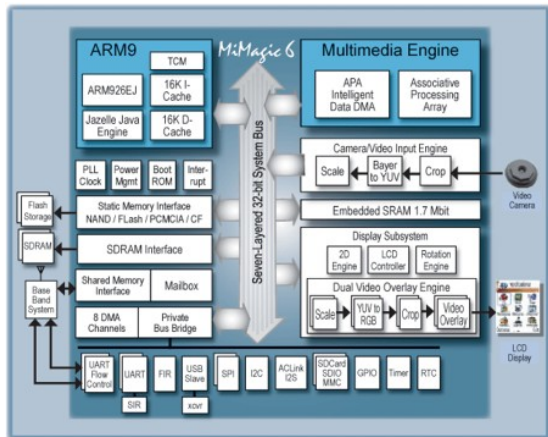 ARM9
MiMagic 6
Multimedia Engine
TCM
ARM926EJ
16K I-
Cache
Jazelle Java
Engine
16K D-
Cache
APA
Intelligent
Data DMA
Associative
Processing
Array
Seven-Layered 32-bit System Bus
Camera/Video Input Engine
Scale
Bayer
to YUV
Crop
Video
Camera
PLL
Clock
Power
Mgmt
Boot
ROM
Inter-
rupt
Flash
Storage
Static Memory Interface
NAND / FLash / PCMCIA / CF
Embedded SRAM 1.7 Mbit
SDRAM
SDRAM Interface
Display Subsystem
2D
Engine
LCD
Controller
Rotation
Engine
Base
Band
System
Shared Memory
Interface
Mailbox
Dual Video Overlay Engine
Scale
YUV to
RGB
Crop
Video
Overlay
LCD
Display
8 DMA
Channels
Private
Bus Bridge
UART
Flow
Control
UART
FIR
USB
Slave
SPI
I2C
ACLink
I2S
SDCard
SDIO
MMC
GPIO
Timer
RTC
SIR
xcvr